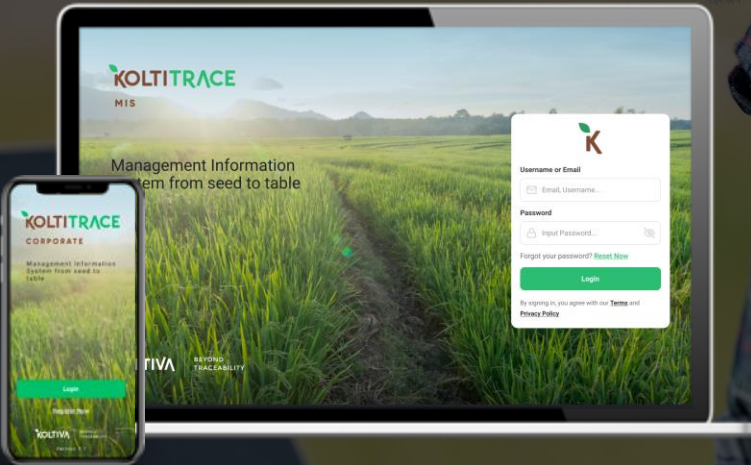 KOLTITRACE
MIS
Management Information
System from seed to table
K
Username or Email
Email, Username...
Password
Input Password...
Forgot your password? Reset Now
Login
By signing in, you agree with our Terms and
Privacy Policy
BEYOND
TRACEABILITY
KOLTITRACE
CORPORATE
Management Information
System from seed to
table
Login
Register Now
KOLTIVA